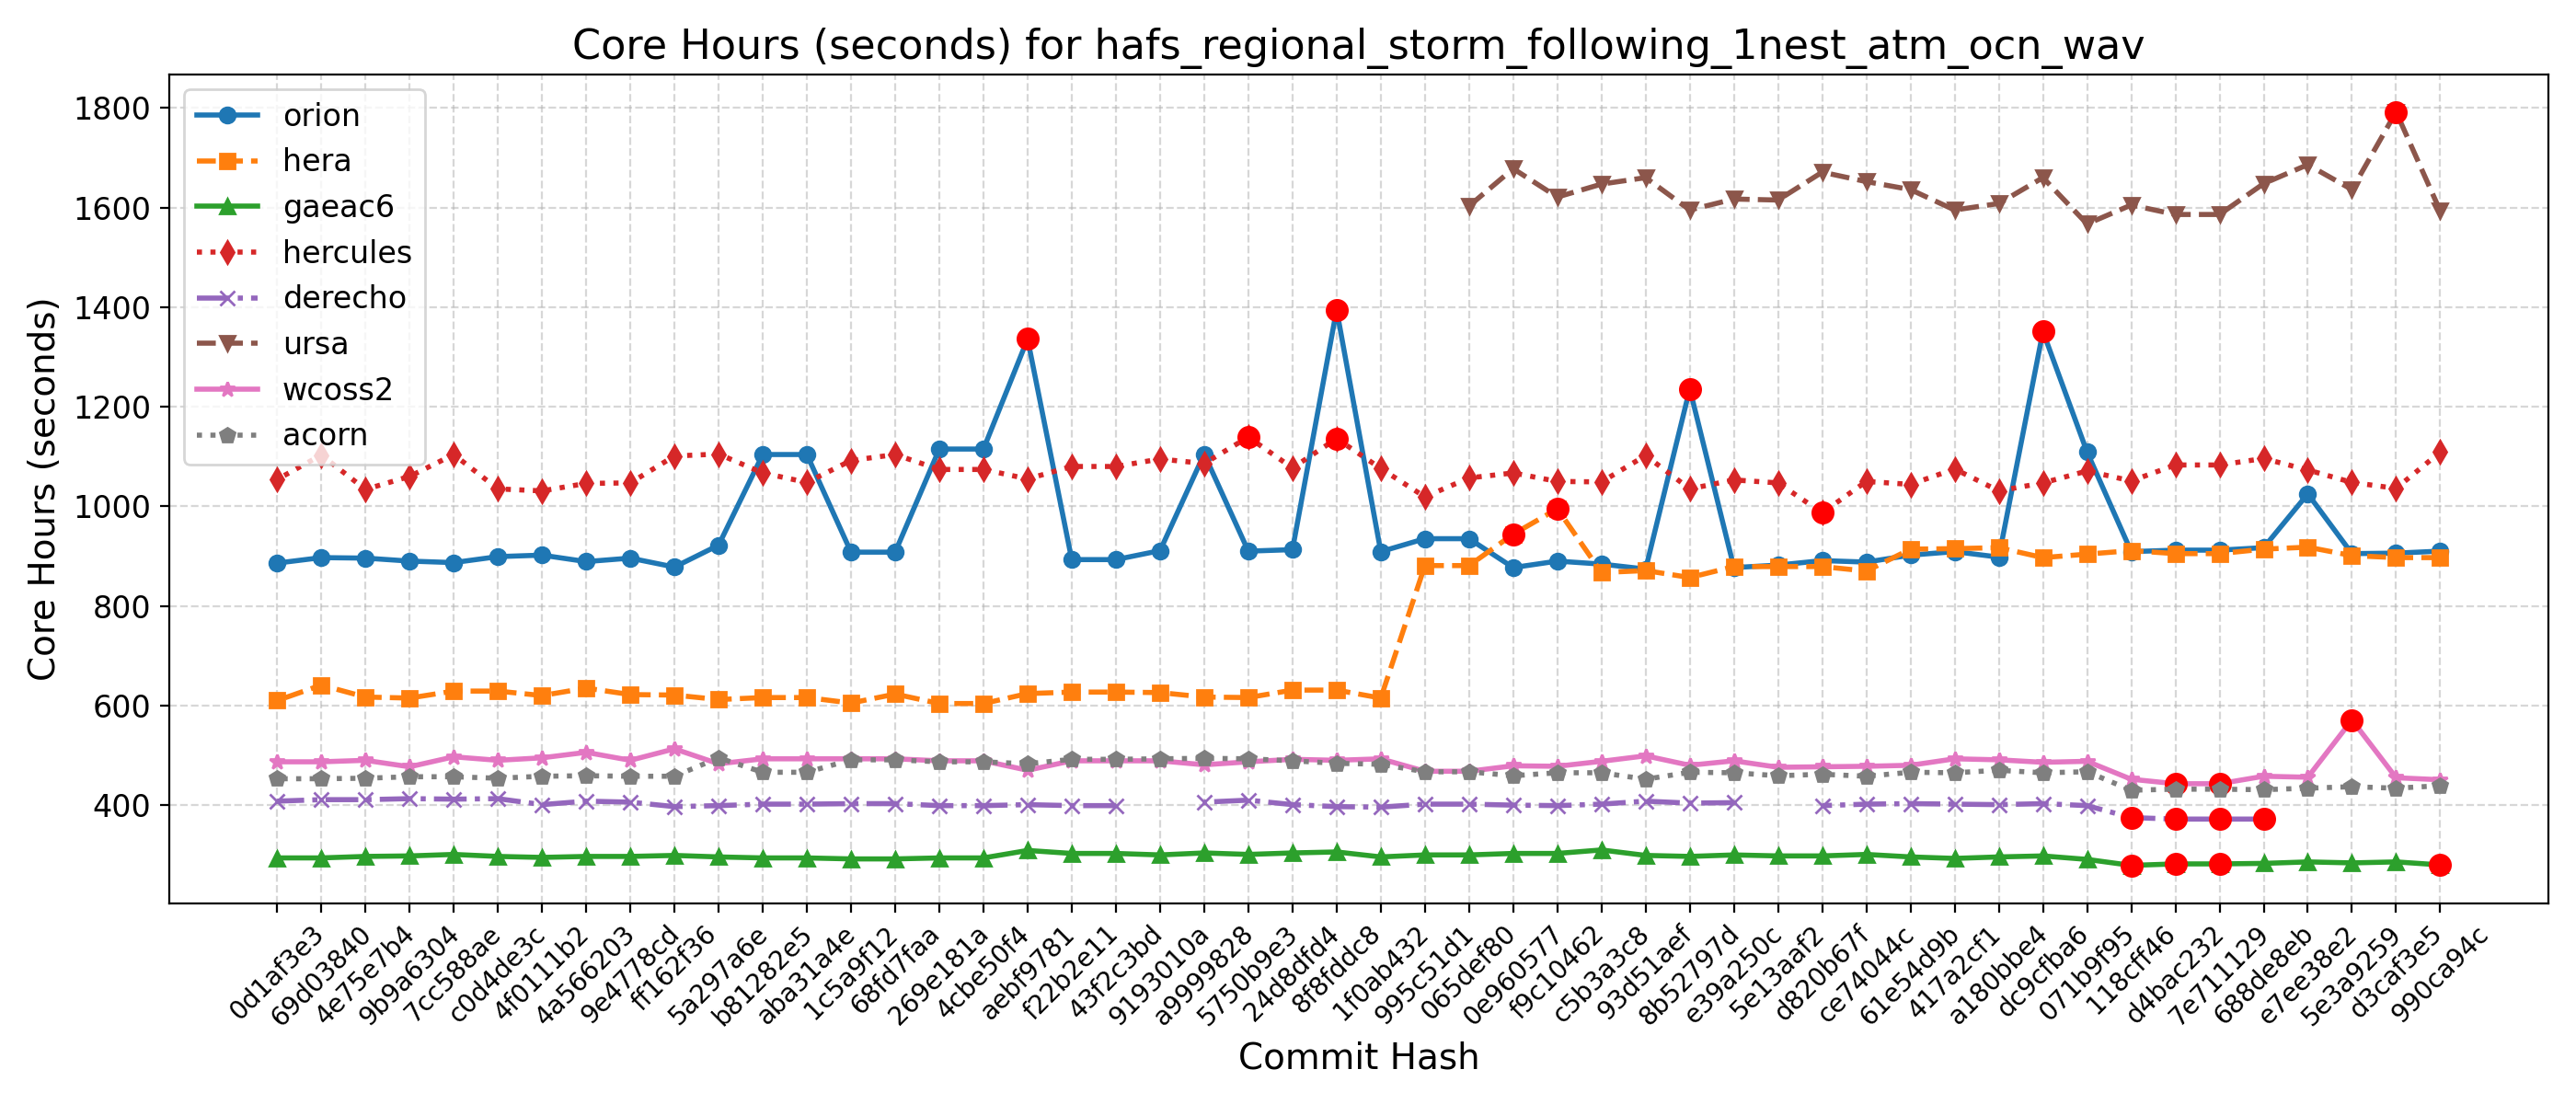 Core Hours (seconds) for hafs_regional_storm_following_1nest_atm_ocn_wav
Core Hours (seconds)
1800
1600
1400
1200
1000
800
600
400
orion
hera
gaeac6
hercules
derecho
ursa
wcoss2
acorn
0d1af3e3
69d03840
4e75e7b4
9b9a6304
7cc588ae
c0d4de3c
4f0111b2
4a566203
9e4778cd
ff162f36
5a297a6e
b81282e5
aba31a4e
1c5a9f12
68fd7faa
269e181a
4cbe50f4
aebf9781
f22b2e11
43f2c3bd
9193010a
a9999828
5750b9e3
24d8dfd4
8f8fddc8
1f0ab432
995c51d1
065def80
0e960577
f9c10462
c5b3a3c8
93d51aef
8b52797d
e39a250c
5e13aaf2
d820b67f
ce74044c
61e54d9b
417a2cf1
a180bbe4
dc9cfba6
071b9f95
118cff46
d4bac232
7e711129
688de8eb
e7ee38e2
5e3a9259
d3caf3e5
990ca94c
Commit Hash